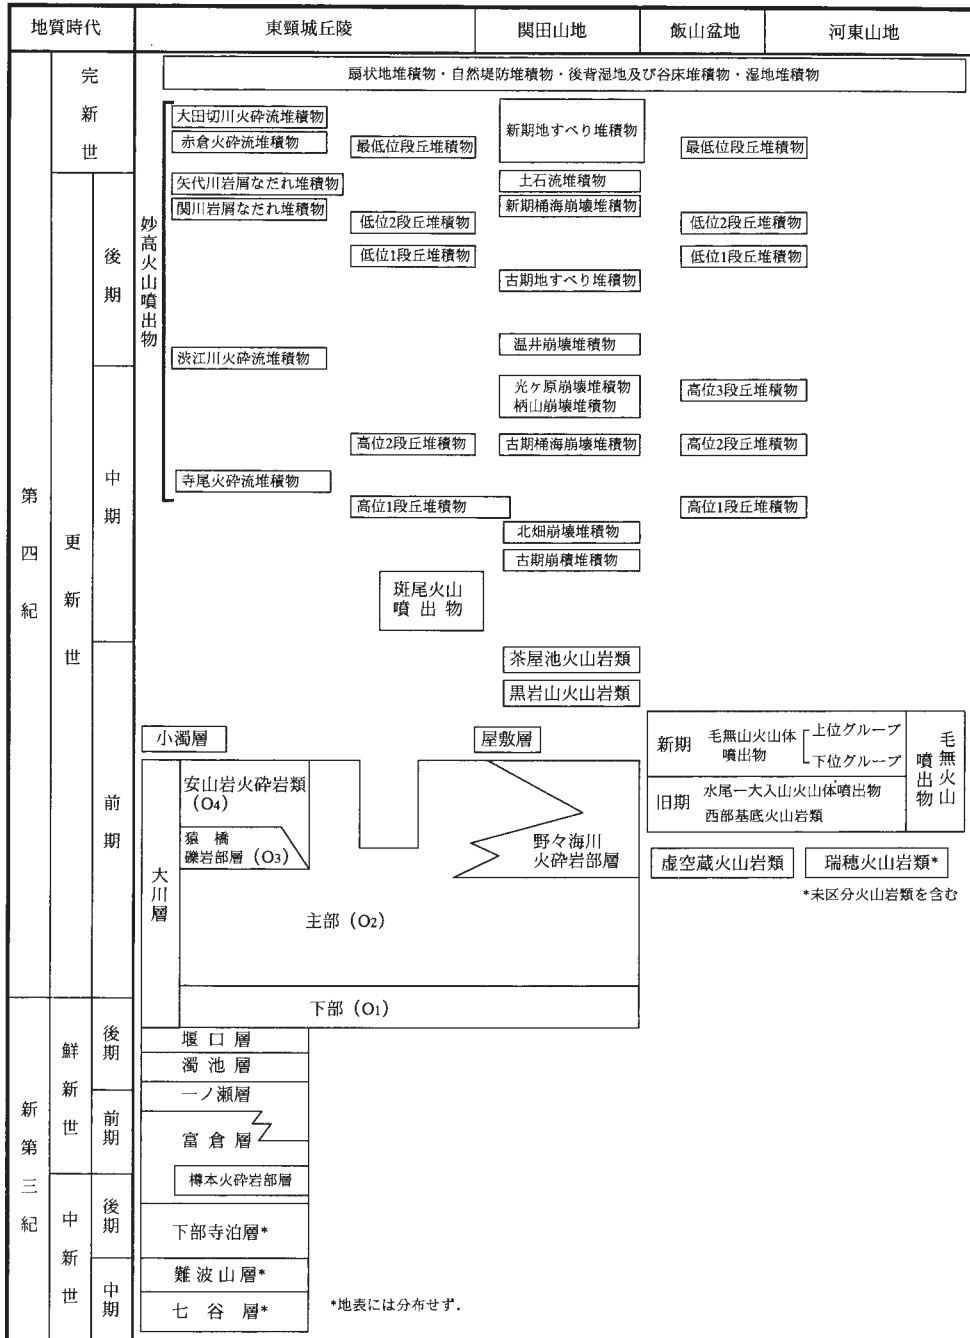 地質時代
東頸城丘陵
関田山地
飯山盆地
河東山地
完新世
扇状地堆積物・自然堤防堆積物・後背湿地及び谷床堆積物・湿地堆積物
大田切川火砕流堆積物
赤倉火砕流堆積物
最低位段丘堆積物
新期地すべり堆積物
最低位段丘堆積物
矢代川岩屑なだれ堆積物
土石流堆積物
関川岩屑なだれ堆積物
新期桶海崩壊堆積物
低位2段丘堆積物
低位2段丘堆積物
妙高火山噴出物
後期
低位1段丘堆積物
低位1段丘堆積物
古期地すべり堆積物
温井崩壊堆積物
渋江川火砕流堆積物
光ヶ原崩壊堆積物
柄山崩壊堆積物
高位3段丘堆積物
高位2段丘堆積物
古期桶海崩壊堆積物
高位2段丘堆積物
中期
寺尾火砕流堆積物
第四紀
更新世
高位1段丘堆積物
高位1段丘堆積物
北畑崩壊堆積物
古期崩積堆積物
斑尾火山
噴出物
茶屋池火山岩類
黒岩山火山岩類
小濁層
屋敷層
新期
毛無山火山体
噴出物
上位グループ
下位グループ
毛無火山
噴出物
旧期
水尾ー大入山火山体噴出物
西部基底火山岩類
前期
安山岩火砕岩類
(O4)
猿橋
礫岩部層 (O3)
野々海川
火砕岩部層
虚空蔵火山岩類
瑞穂火山岩類*
*未区分火山岩類を含む
大川層
主部 (O2)
下部 (O1)
新第三紀
鮮新世
後期
堰口層
濁池層
一ノ瀬層
前期
富倉層
樽本火砕岩部層
中新世
後期
下部寺泊層*
難波山層*
中期
七谷層*
*地表には分布せず.